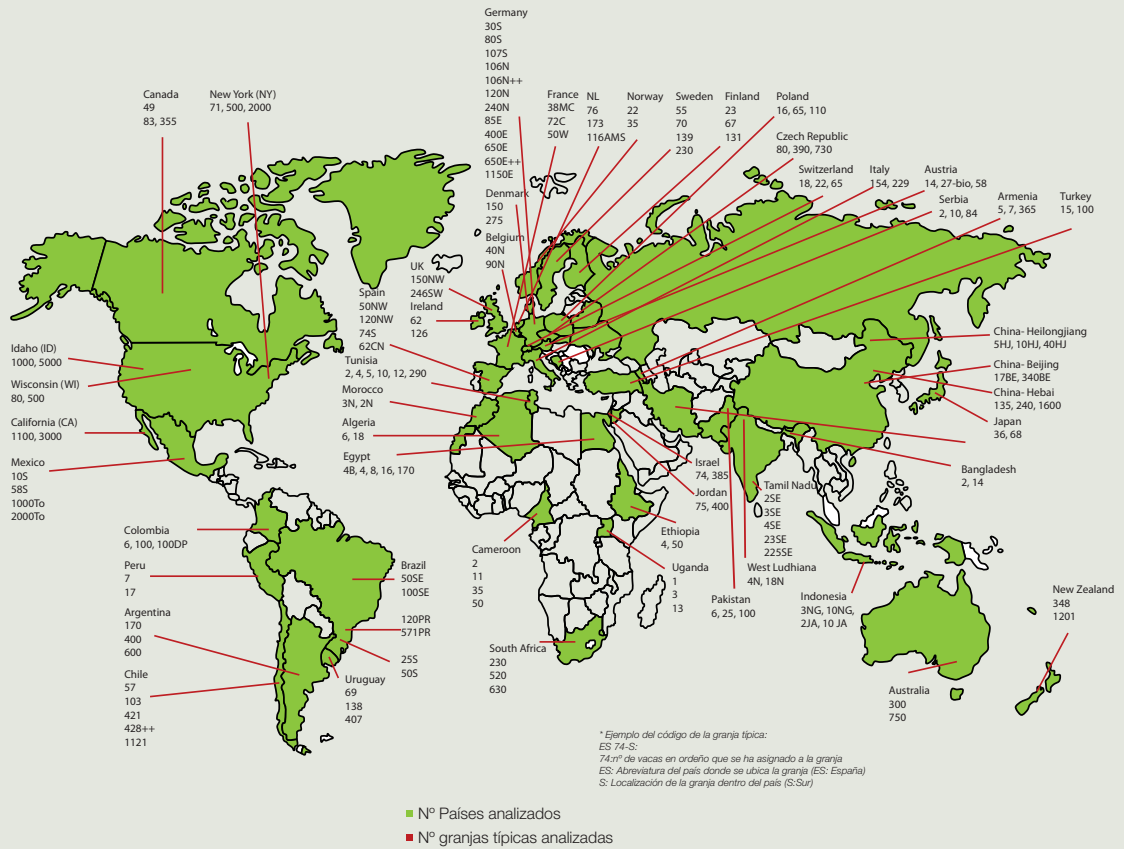 Germany
30S
80S
107S
106N
106N++
120N
240N
85E
400E
650E
650E++
1150E
Denmark
150
275
Belgium
40N
90N
Canada
49
83, 355
New York (NY)
71, 500, 2000
France
38MC
72C
50W
NL
76
173
116AMS
Norway
22
35
Sweden
55
70
139
230
Finland
23
67
131
Poland
16, 65, 110
Czech Republic
80, 390, 730
Switzerland
18, 22, 65
Italy
154, 229
Austria
14, 27-bio, 58
Serbia
2, 10, 84
Armenia
5, 7, 365
Turkey
15, 100
UK
150NW
246SW
Ireland
62
126
Spain
50NW
120NW
74S
62CN
Tunisia
2, 4, 5, 10, 12, 290
Morocco
3N, 2N
Algeria
6, 18
Egypt
4B, 4, 8, 16, 170
Idaho (ID)
1000, 5000
Wisconsin (WI)
80, 500
California (CA)
1100, 3000
Mexico
10S
58S
1000To
2000To
China- Heilongjiang
5HJ, 10HJ, 40HJ
China- Beijing
17BE, 340BE
China- Hebai
135, 240, 1600
Japan
36, 68
Bangladesh
2, 14
Israel
74, 385
Jordan
75, 400
Tamil Nadu
2SE
3SE
4SE
23SE
225SE
West Ludhiana
4N, 18N
Pakistan
6, 25, 100
Ethiopia
4, 50
Uganda
1
3
13
Cameroon
2
11
35
50
South Africa
230
520
630
Colombia
6, 100, 100DP
Peru
7
17
Argentina
170
400
600
Chile
57
103
421
428++
1121
Brazil
50SE
100SE
120PR
571PR
25S
50S
Uruguay
69
138
407
Indonesia
3NG, 10NG,
2JA, 10 JA
Australia
300
750
New Zealand
348
1201
* Ejemplo del código de la granja típica:
ES 74-S:
74:nº de vacas en ordeño que se ha asignado a la granja
ES: Abreviatura del país donde se ubica la granja (ES: España)
S: Localización de la granja dentro del país (S:Sur)
Nº Países analizados
Nº granjas típicas analizadas